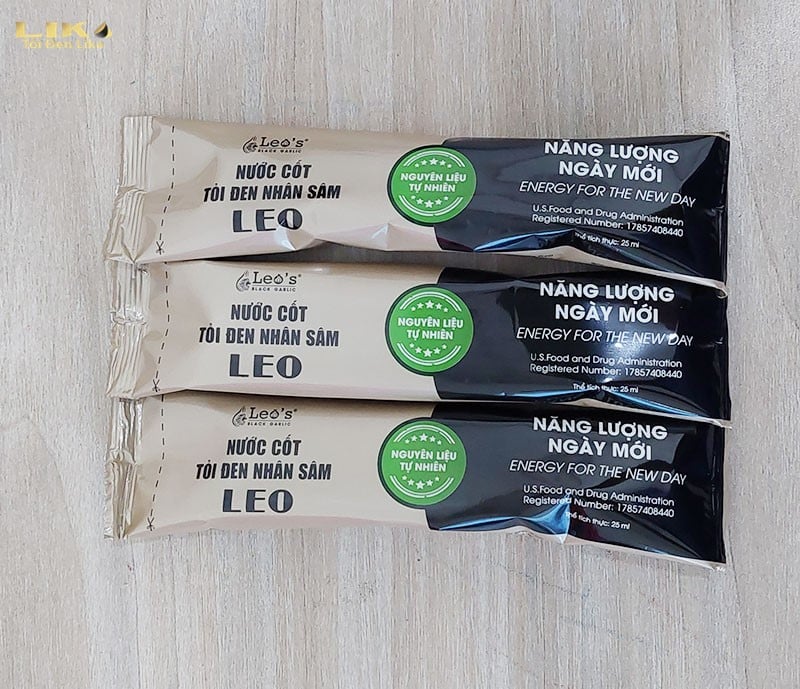 LIKO
Tỏi Đen Liko
Leo's®
BLACK GARLIC
NƯỚC CỐT
TỎI ĐEN NHÂN SÂM
LEO
NGUYÊN LIỆU
TỰ NHIÊN
NĂNG LƯỢNG
NGÀY MỚI
ENERGY FOR THE NEW DAY
U.S.Food and Drug Administration
Registered Number: 17857408440
Thể tích thực: 25 ml
Leo's®
BLACK GARLIC
NƯỚC CỐT
TỎI ĐEN NHÂN SÂM
LEO
NGUYÊN LIỆU
TỰ NHIÊN
NĂNG LƯỢNG
NGÀY MỚI
ENERGY FOR THE NEW DAY
U.S.Food and Drug Administration
Registered Number: 17857408440
Thể tích thực: 25 ml
Leo's®
BLACK GARLIC
NƯỚC CỐT
TỎI ĐEN NHÂN SÂM
LEO
NGUYÊN LIỆU
TỰ NHIÊN
NĂNG LƯỢNG
NGÀY MỚI
ENERGY FOR THE NEW DAY
U.S.Food and Drug Administration
Registered Number: 17857408440
Thể tích thực: 25 ml